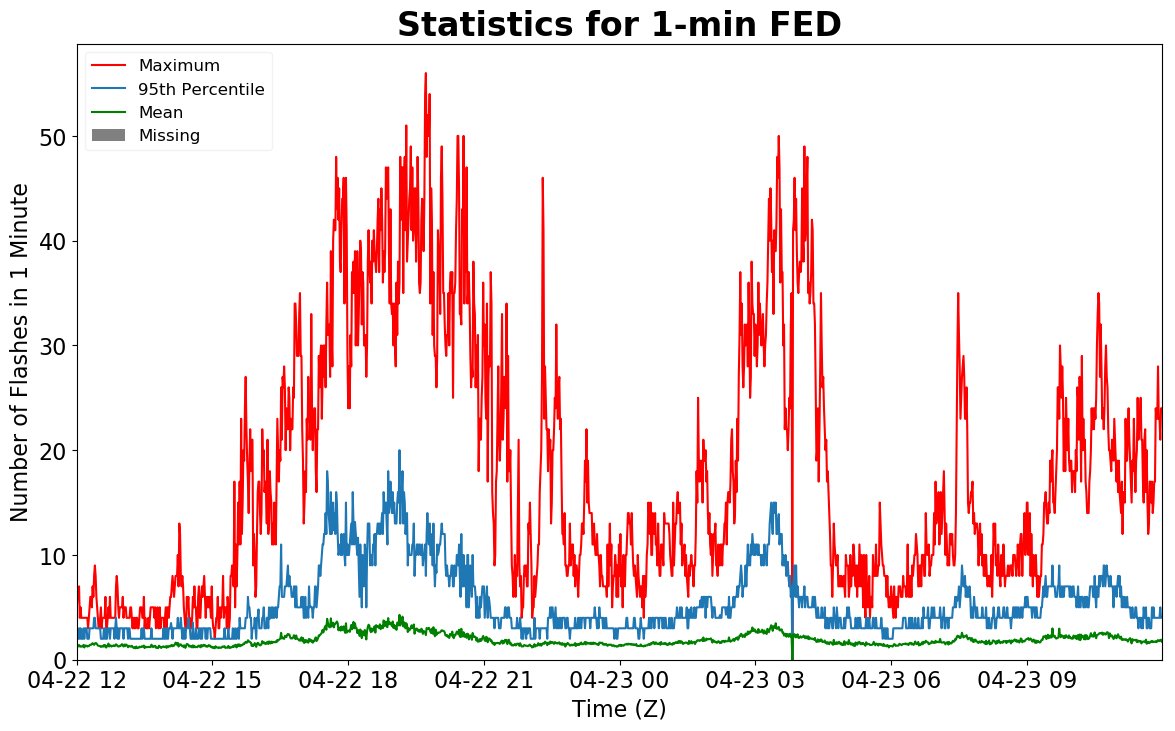 Statistics for 1-min FED
Maximum
95th Percentile
Mean
Missing
Number of Flashes in 1 Minute
50
40
30
20
10
0
04-22 12
04-22 15
04-22 18
04-22 21
04-23 00
04-23 03
04-23 06
04-23 09
Time (Z)